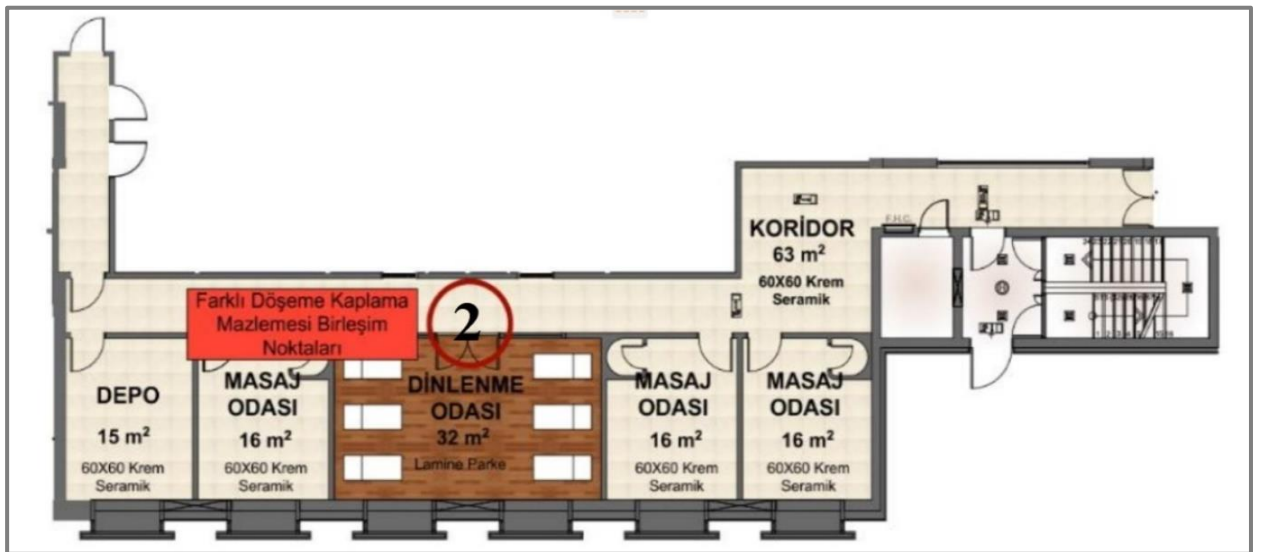 KORİDOR
63 m²
60X60 Krem
Seramik
F.H.C.
Farklı Döşeme Kaplama
Mazlemesi Birleşim
Noktaları
2
DEPO
15 m²
60X60 Krem
Seramik
MASAJ
ODASI
16 m²
60X60 Krem
Seramik
DİNLENME
ODASI
32 m²
Lamine Parke
MASAJ
ODASI
16 m²
60X60 Krem
Seramik
MASAJ
ODASI
16 m²
60X60 Krem
Seramik